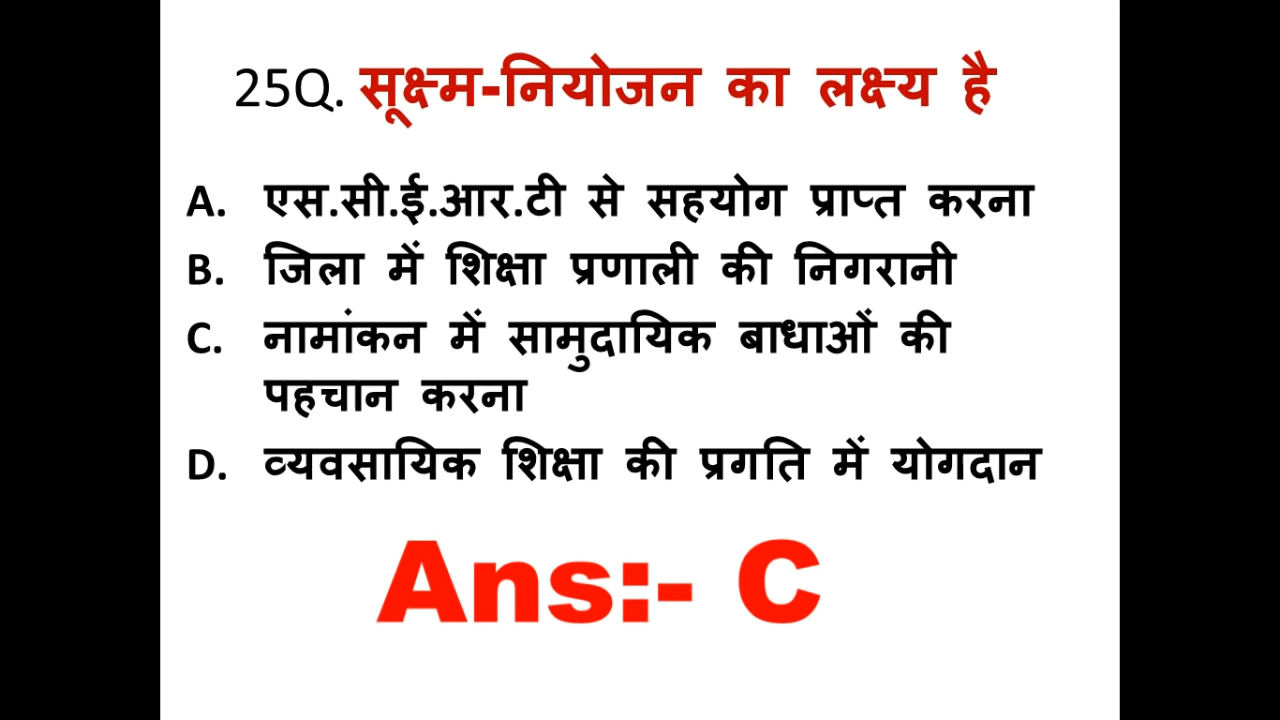 25Q. सूक्ष्म-नियोजन का लक्ष्य है
A. एस.सी.ई.आर.टी से सहयोग प्राप्त करना
B. जिला में शिक्षा प्रणाली की निगरानी
C. नामांकन में सामुदायिक बाधाओं की
पहचान करना
D. व्यवसायिक शिक्षा की प्रगति में योगदान
Ans:- C